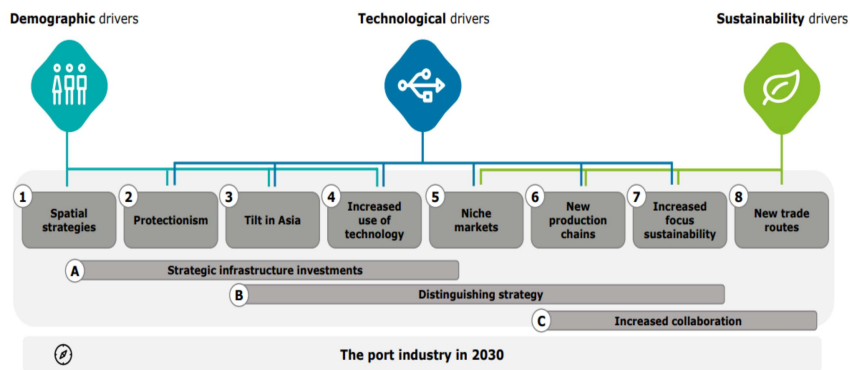 Demographic drivers
Technological drivers
Sustainability drivers
1
Spatial
strategies
2
Protectionism
3
Tilt in Asia
4
Increased
use of
technology
5
Niche
markets
6
New
production
chains
7
Increased
focus
sustainability
8
New trade
routes
A
Strategic infrastructure investments
B
Distinguishing strategy
C
Increased collaboration
The port industry in 2030